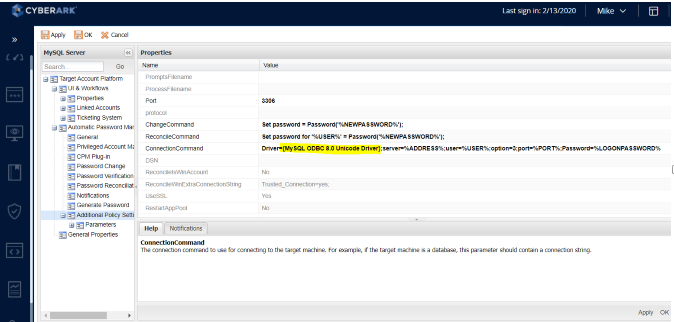 CYBERARK
Last sign in: 2/13/2020 Mike
Apply OK Cancel
MySQL Server
Properties
Search... Go
Name Value
Target Account Platform
UI & Workflows
Properties
Linked Accounts
Ticketing System
Automatic Password Mar
General
Privileged Account Ma
CPM Plug-in
Password Change
Password Verification
Password Reconciliat
Notifications
Generate Password
Additional Policy Setti
Parameters
General Properties
PromptsFilename
ProcessFilename
Port 3306
protocol
ChangeCommand Set password = Password('%NEWPASSWORD%');
ReconcileCommand Set password for '%USER%' = Password('%NEWPASSWORD%');
ConnectionCommand Driver={MySQL ODBC 8.0 Unicode Driver};server=%ADDRESS%;user=%USER%;option=3;port=%PORT%;Password=%LOGONPASSWORD%
DSN
ReconcileIsWinAccount No
ReconcileWinExtraConnectionString Trusted_Connection=yes;
UseSSL Yes
RestartAppPool No
Help Notifications
ConnectionCommand
The connection command to use for connecting to the target machine. For example, if the target machine is a database, this parameter should contain a connection string.
Apply OK